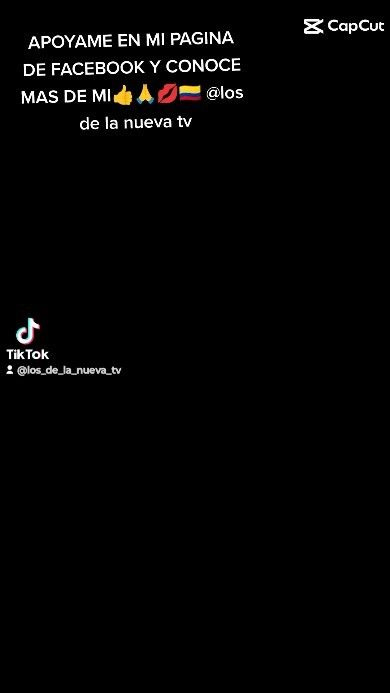 CapCut
APOYAME EN MI PAGINA
DE FACEBOOK Y CONOCE
MAS DE MI👍🙏💋🇨🇴 @los
de la nueva tv
TikTok
@los_de_la_nueva_tv